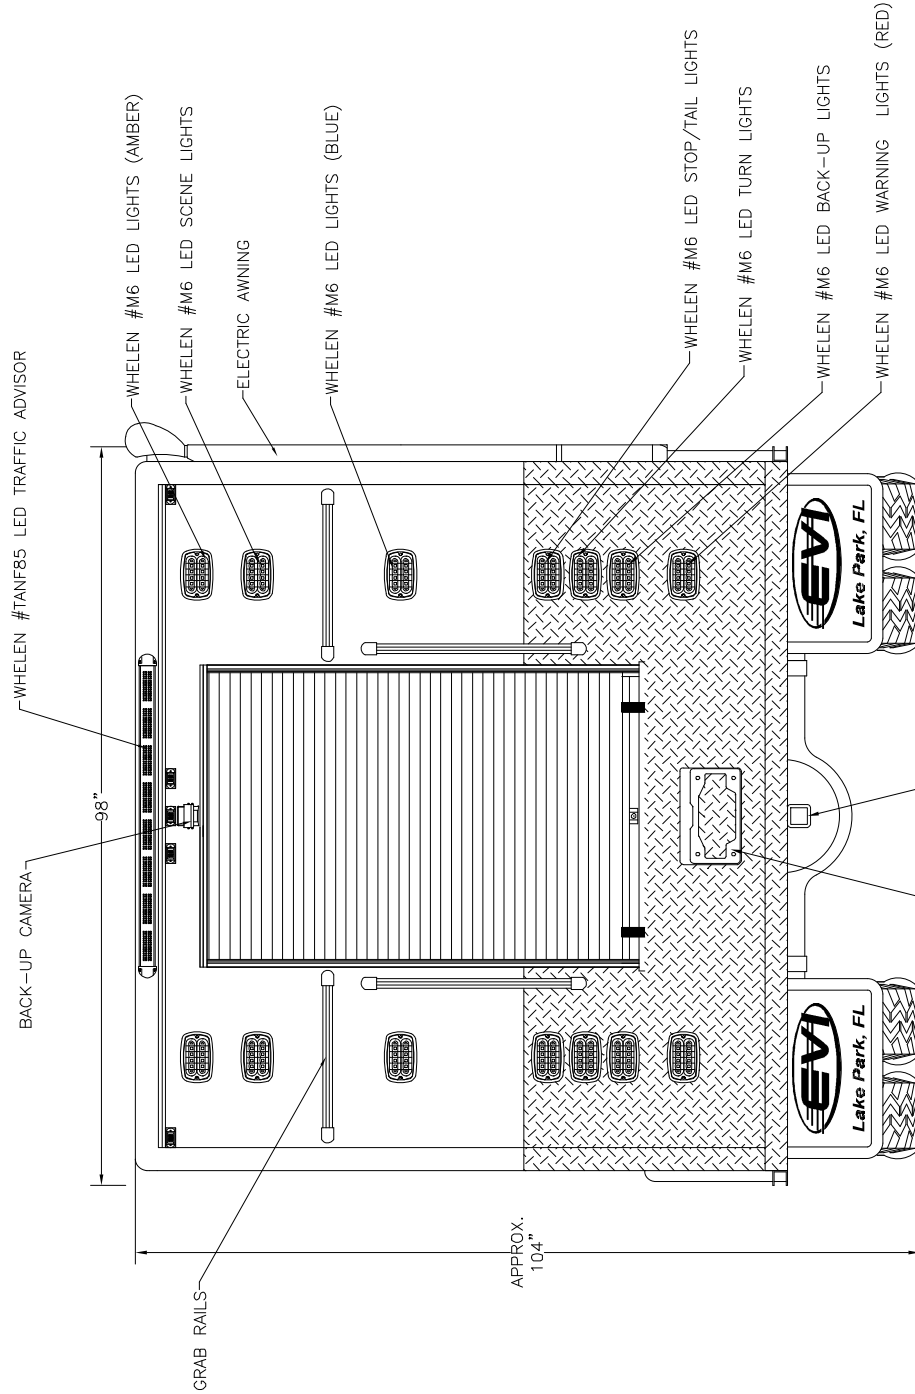 WHELEN #TANF85 LED TRAFFIC ADVISOR
BACK-UP CAMERA
98"
WHELEN #M6 LED LIGHTS (AMBER)
WHELEN #M6 LED SCENE LIGHTS
ELECTRIC AWNING
WHELEN #M6 LED LIGHTS (BLUE)
WHELEN #M6 LED STOP/TAIL LIGHTS
WHELEN #M6 LED TURN LIGHTS
WHELEN #M6 LED BACK-UP LIGHTS
WHELEN #M6 LED WARNING LIGHTS (RED)
GRAB RAILS
APPROX.
104"
EVI
Lake Park, FL
EVI
Lake Park, FL